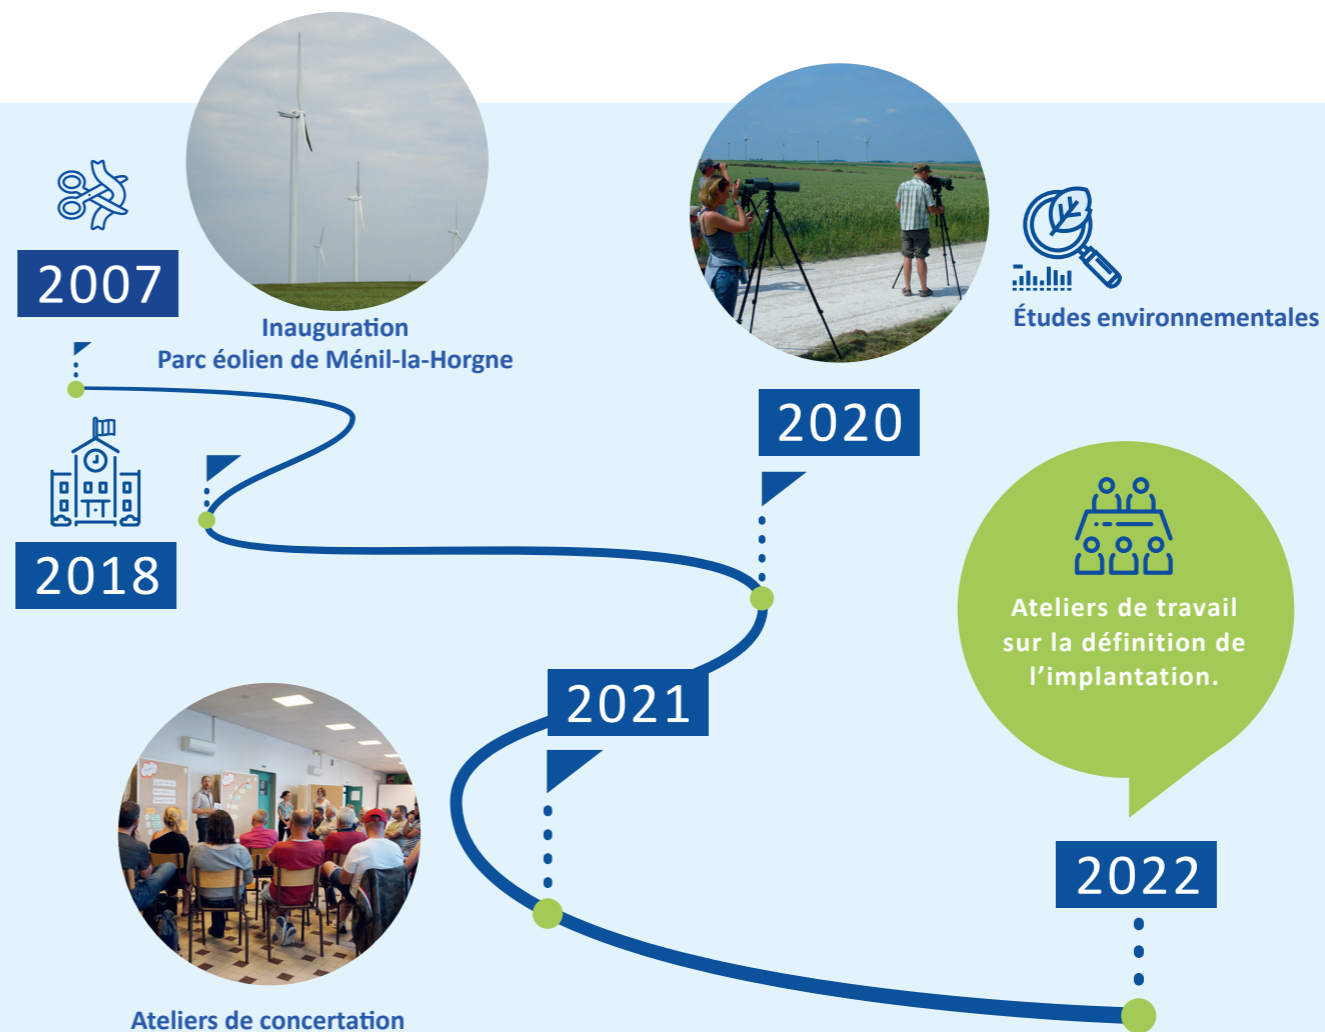 2007
Inauguration
Parc éolien de Ménil-la-Horgne
2018
2020
Études environnementales
2021
Ateliers de concertation
Ateliers de travail
sur la définition de
l’implantation.
2022